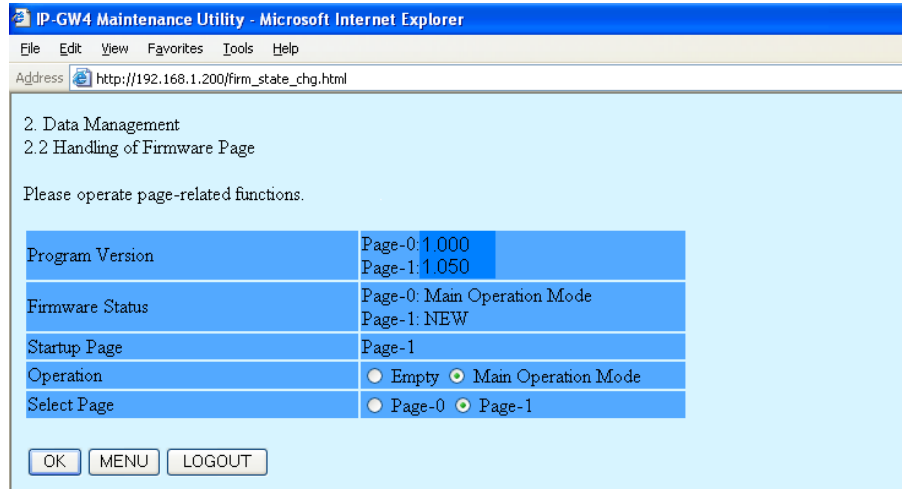 IP-GW4 Maintenance Utility - Microsoft Internet Explorer
File Edit View Favorites Tools Help
Address http://192.168.1.200/firm_state_chg.html
2. Data Management
2.2 Handling of Firmware Page
Please operate page-related functions.
Program Version
Page-0: 1.000
Page-1: 1.050
Firmware Status
Page-0: Main Operation Mode
Page-1: NEW
Startup Page Page-1
Operation Empty Main Operation Mode
Select Page Page-0 Page-1
OK MENU LOGOUT